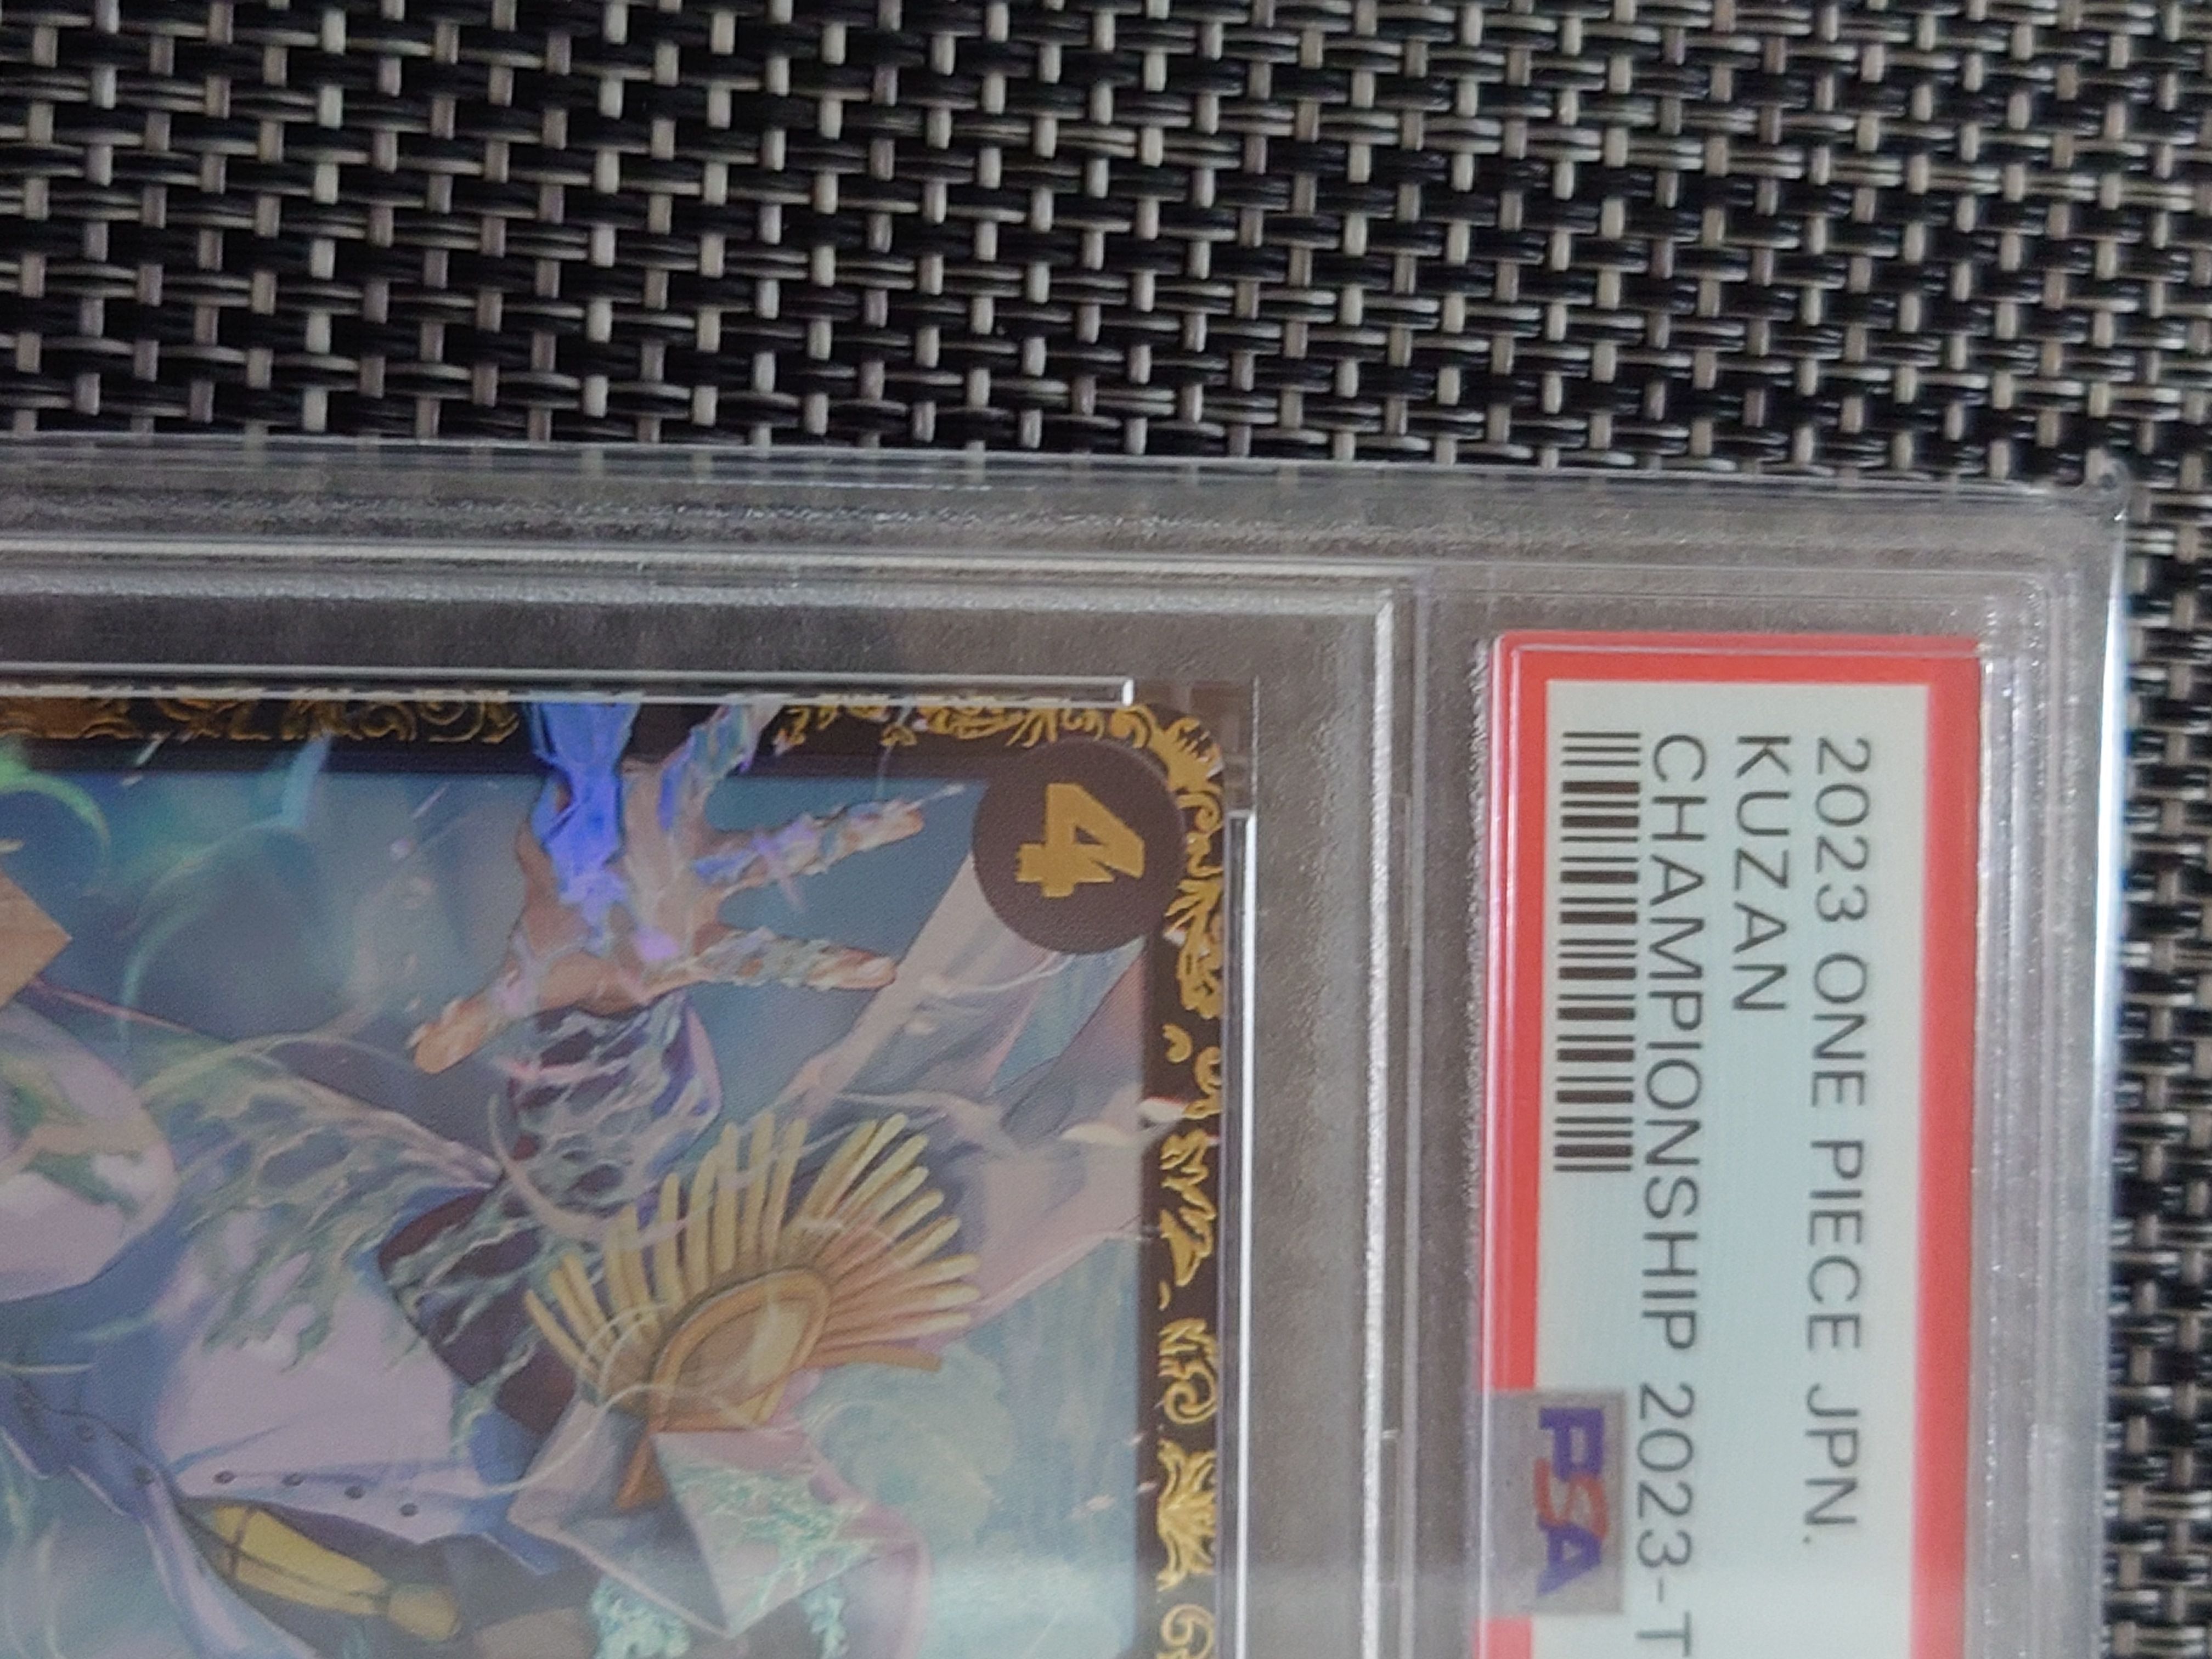 2023 ONE PIECE JPN.
KUZAN
CHAMPIONSHIP 2023-T
PSA
4